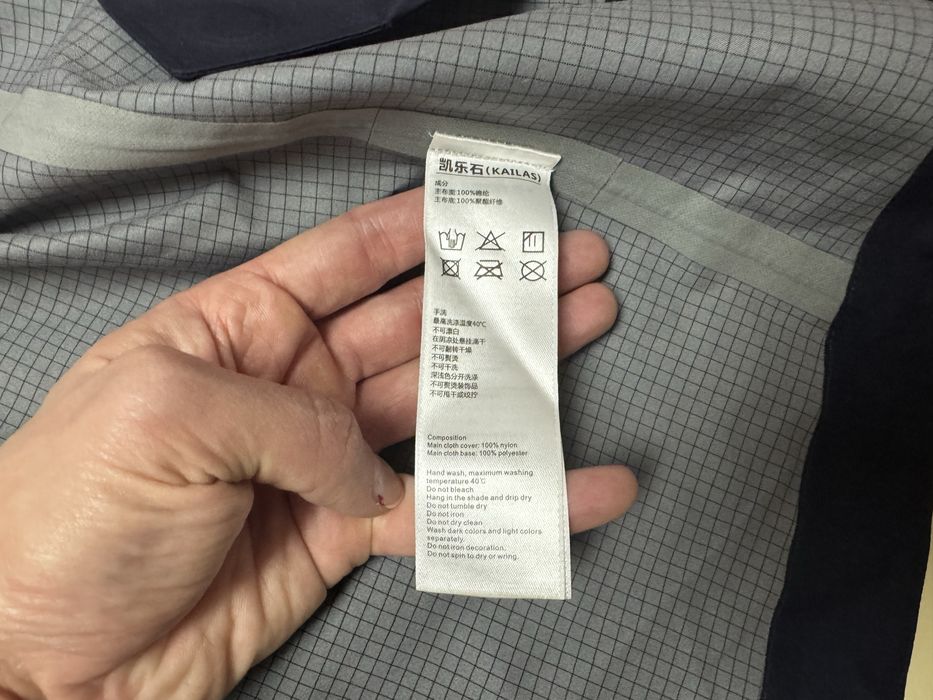 凯乐石(KAILAS)
成分
主布面:100%锦纶
主布底:100%聚酯纤维
手洗
最高洗涤温度40℃
不可漂白
在阴凉处悬挂滴干
不可翻转干燥
不可熨烫
不可干洗
深浅色分开洗涤
不可熨烫装饰品
不可甩干或绞拧
Composition
Main cloth cover: 100% nylon
Main cloth base: 100% polyester
Hand wash, maximum washing
temperature 40℃
Do not bleach
Hang in the shade and drip dry
Do not tumble dry
Do not iron
Do not dry clean
Wash dark colors and light colors
separately.
Do not iron decoration.
Do not spin to dry or wring.